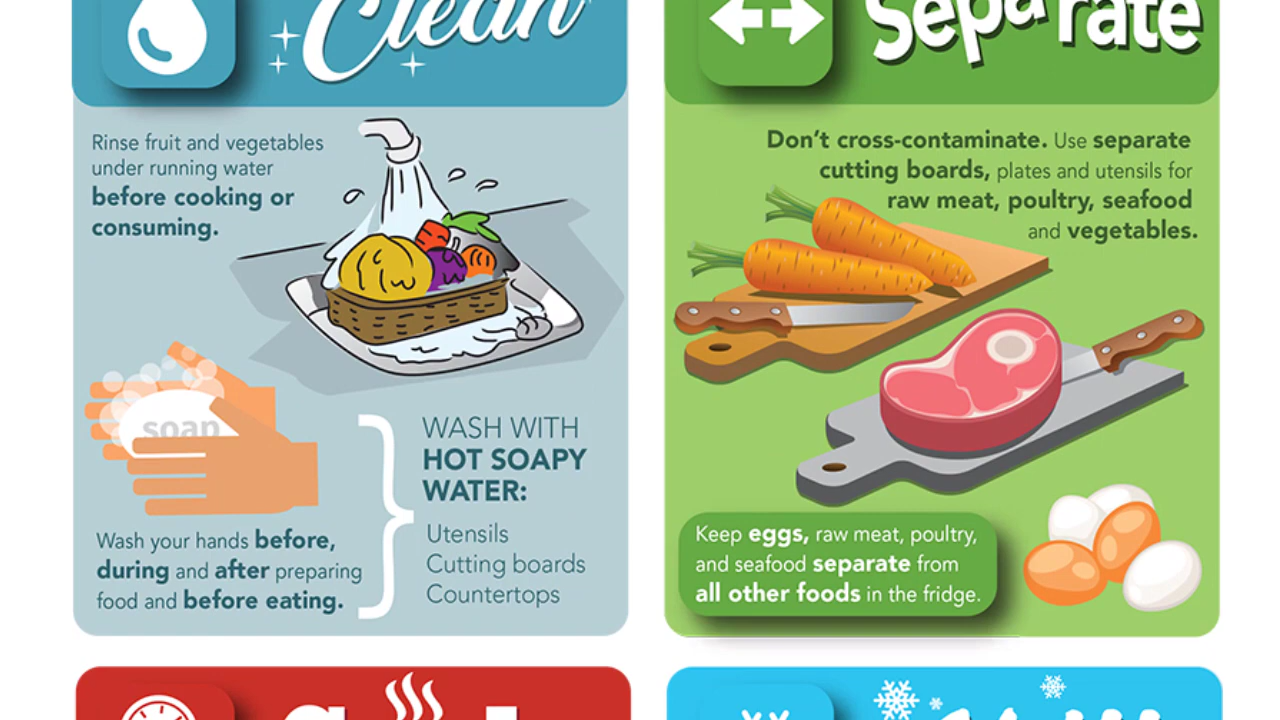 Clean
Rinse fruit and vegetables
under running water
before cooking or
consuming.
soap
Wash your hands before,
during and after preparing
food and before eating.
WASH WITH
HOT SOAPY
WATER:
Utensils
Cutting boards
Countertops
Separate
Don't cross-contaminate. Use separate
cutting boards, plates and utensils for
raw meat, poultry, seafood
and vegetables.
Keep eggs, raw meat, poultry,
and seafood separate from
all other foods in the fridge.